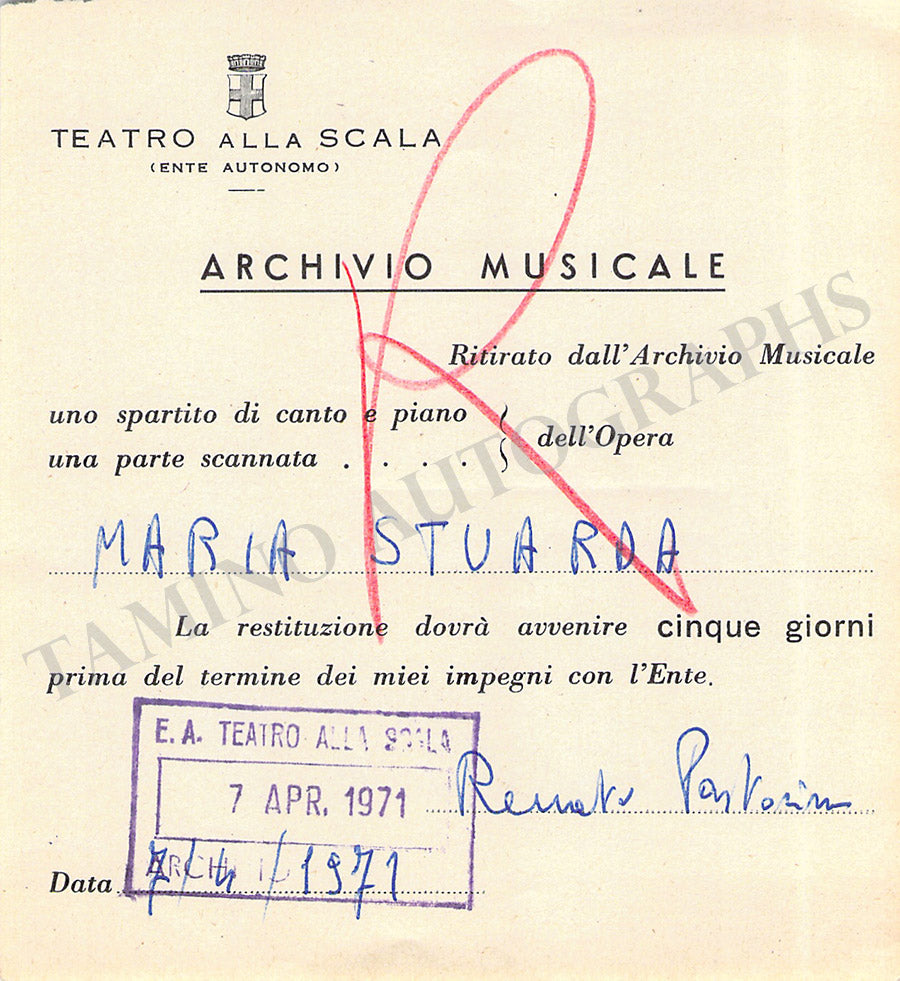 TEATRO ALLA SCALA
(ENTE AUTONOMO)
ARCHIVIO MUSICALE
Ritirato dall'Archivio Musicale
uno spartito di canto e piano
una parte scannata . . . .
dell'Opera
MARIA STUARDA
La restituzione dovrà avvenire cinque giorni
prima del termine dei miei impegni con l'Ente.
E. A. TEATRO ALLA SCALA
7 APR. 1971
Renato
Data 7/4/1971
R
TAMINO AUTOGRAPHS